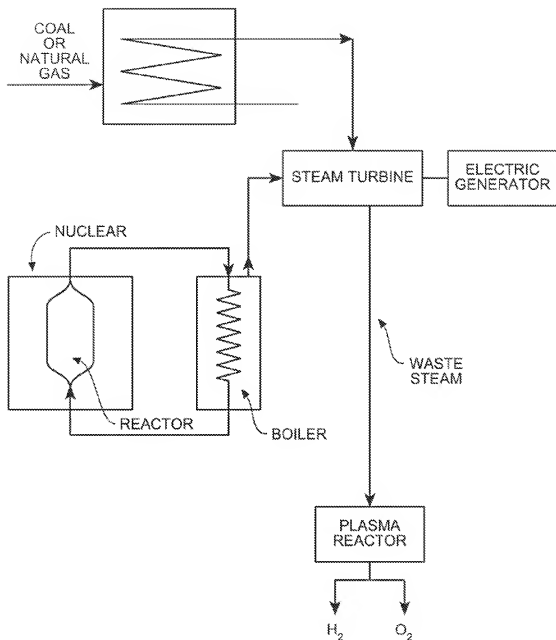 COAL
OR
NATURAL
GAS
STEAM TURBINE
ELECTRIC
GENERATOR
NUCLEAR
REACTOR
BOILER
WASTE
STEAM
PLASMA
REACTOR
H₂
O₂